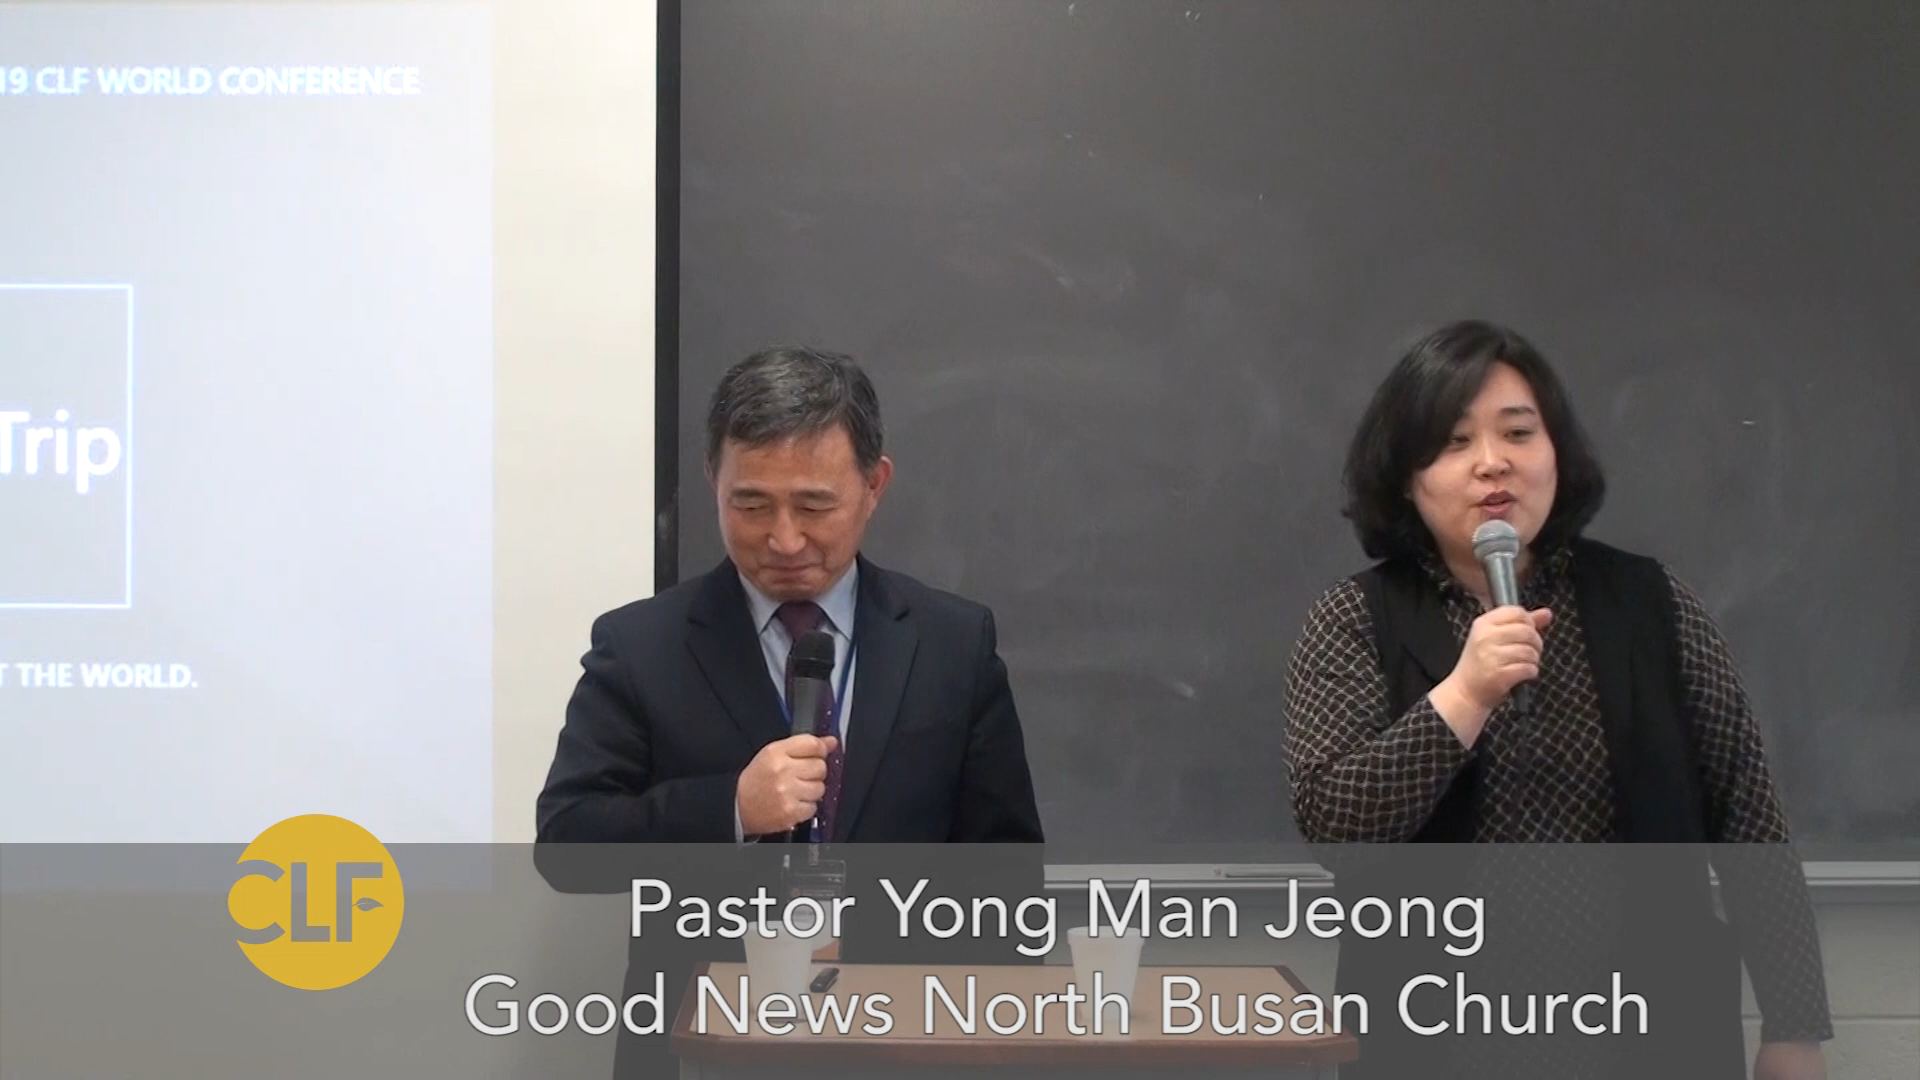 19 CLF WORLD CONFERENCE
Trip
T THE WORLD.
CLF
Pastor Yong Man Jeong
Good News North Busan Church